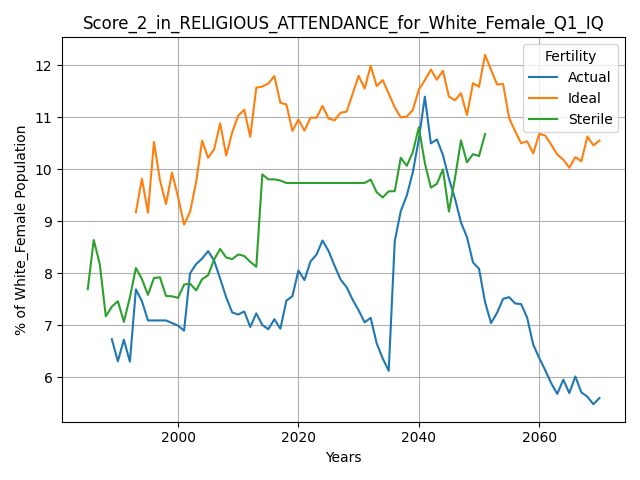 Score_2_in_RELIGIOUS_ATTENDANCE_for_White_Female_Q1_IQ
Fertility
Actual
Ideal
Sterile
% of White_Female Population
12
11
10
9
8
7
6
2000
2020
2040
2060
Years